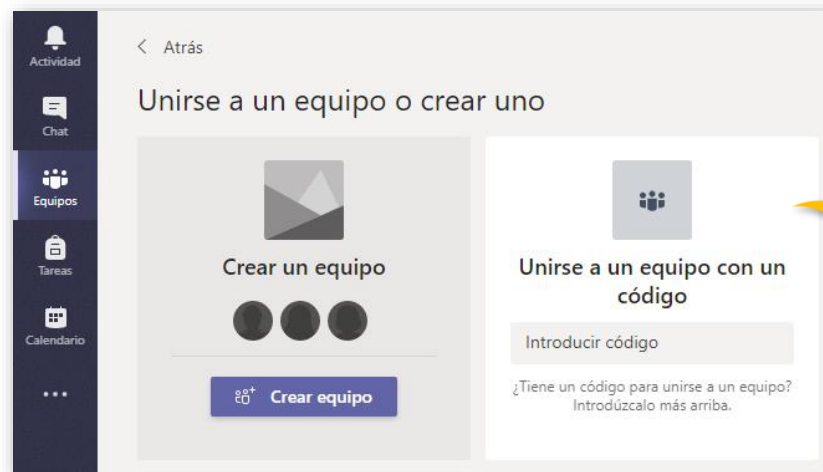 Actividad
Chat
Equipos
Tareas
Calendario
Atrás
Unirse a un equipo o crear uno
Crear un equipo
Crear equipo
Unirse a un equipo con un
código
Introducir código
¿Tiene un código para unirse a un equipo?
Introdúzcalo más arriba.